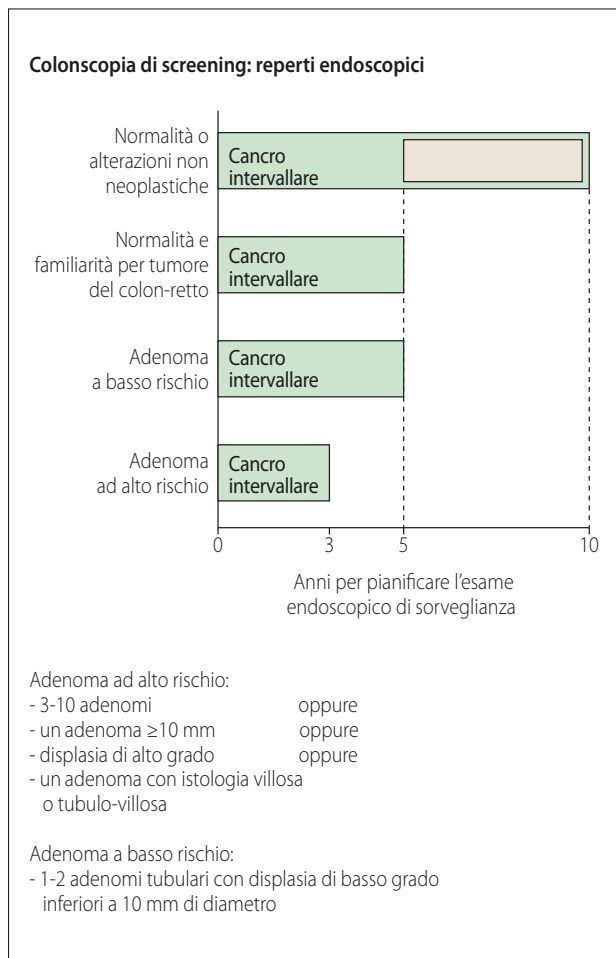 Colonscopia di screening: reperti endoscopici
Normalità o
alterazioni non
neoplastiche
Cancro
intervallare
Normalità e
familiarità per tumore
del colon-retto
Cancro
intervallare
Adenoma
a basso rischio
Cancro
intervallare
Adenoma
ad alto rischio
Cancro
intervallare
0 3 5 10
Anni per pianificare l'esame
endoscopico di sorveglianza
Adenoma ad alto rischio:
- 3-10 adenomi oppure
- un adenoma ≥10 mm oppure
- displasia di alto grado oppure
- un adenoma con istologia villosa
o tubulo-villosa
Adenoma a basso rischio:
- 1-2 adenomi tubulari con displasia di basso grado
inferiori a 10 mm di diametro